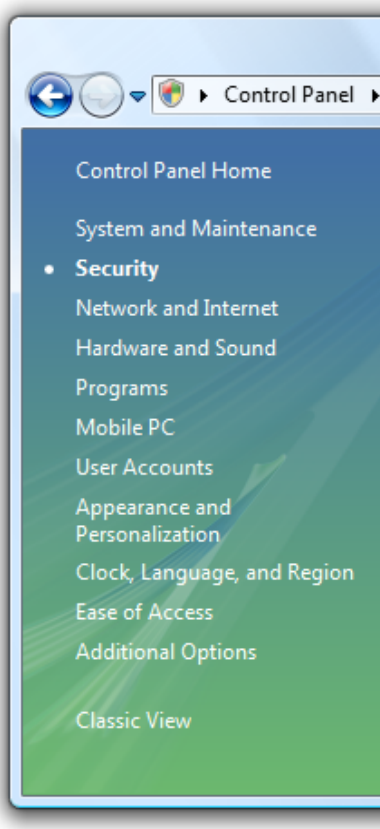 Control Panel
Control Panel Home
System and Maintenance
Security
Network and Internet
Hardware and Sound
Programs
Mobile PC
User Accounts
Appearance and
Personalization
Clock, Language, and Region
Ease of Access
Additional Options
Classic View